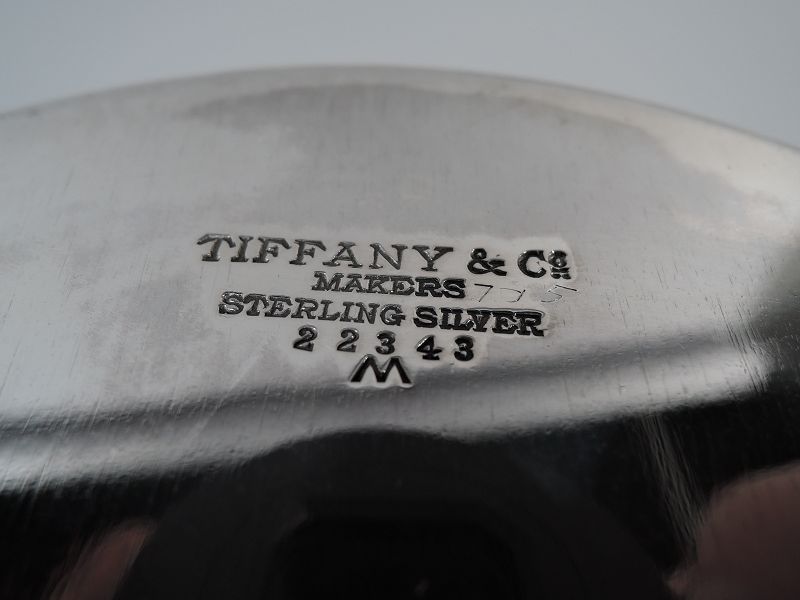 TIFFANY & Co
MAKERS
STERLING SILVER
22343
M